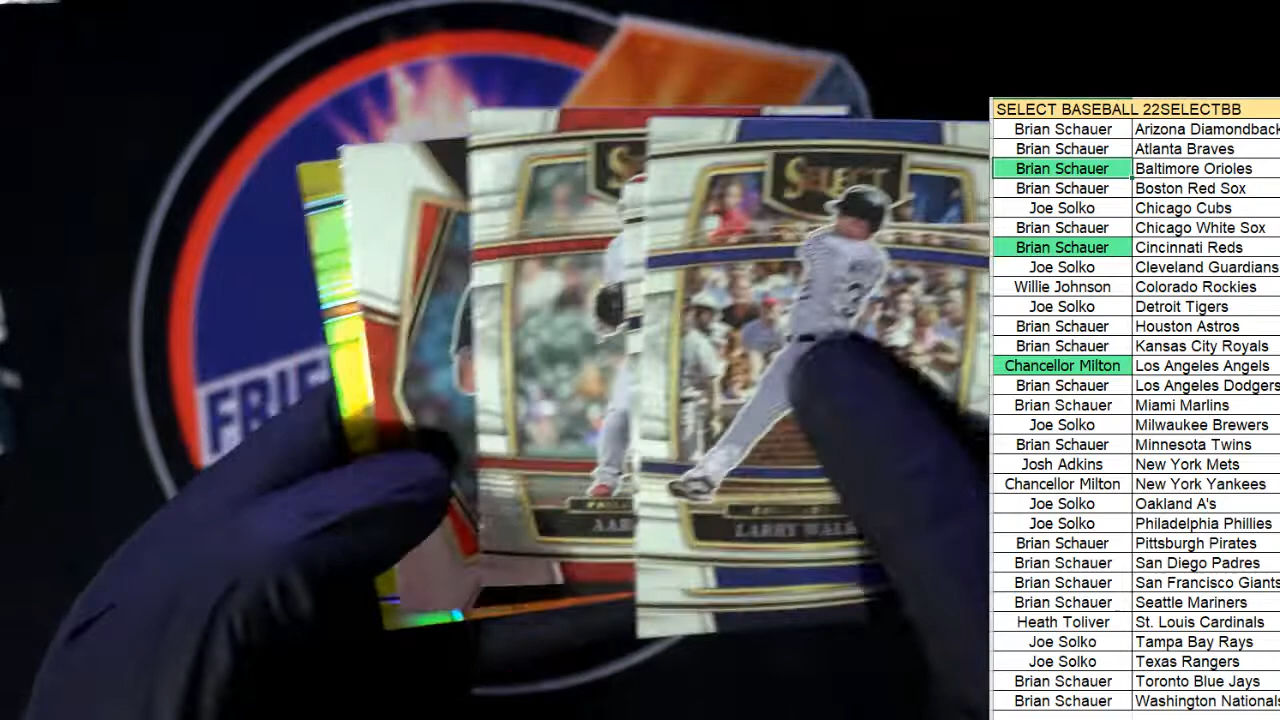 FRI
SELECT
LARRY WALK
AAR
SELECT BASEBALL 22SELECTBB
Brian Schauer Arizona Diamondback
Brian Schauer Atlanta Braves
Brian Schauer Baltimore Orioles
Brian Schauer Boston Red Sox
Joe Solko Chicago Cubs
Brian Schauer Chicago White Sox
Brian Schauer Cincinnati Reds
Joe Solko Cleveland Guardians
Willie Johnson Colorado Rockies
Joe Solko Detroit Tigers
Brian Schauer Houston Astros
Brian Schauer Kansas City Royals
Chancellor Milton Los Angeles Angels
Brian Schauer Los Angeles Dodgers
Brian Schauer Miami Marlins
Joe Solko Milwaukee Brewers
Brian Schauer Minnesota Twins
Josh Adkins New York Mets
Chancellor Milton New York Yankees
Joe Solko Oakland A's
Joe Solko Philadelphia Phillies
Brian Schauer Pittsburgh Pirates
Brian Schauer San Diego Padres
Brian Schauer San Francisco Giants
Brian Schauer Seattle Mariners
Heath Toliver St. Louis Cardinals
Joe Solko Tampa Bay Rays
Joe Solko Texas Rangers
Brian Schauer Toronto Blue Jays
Brian Schauer Washington Nationals